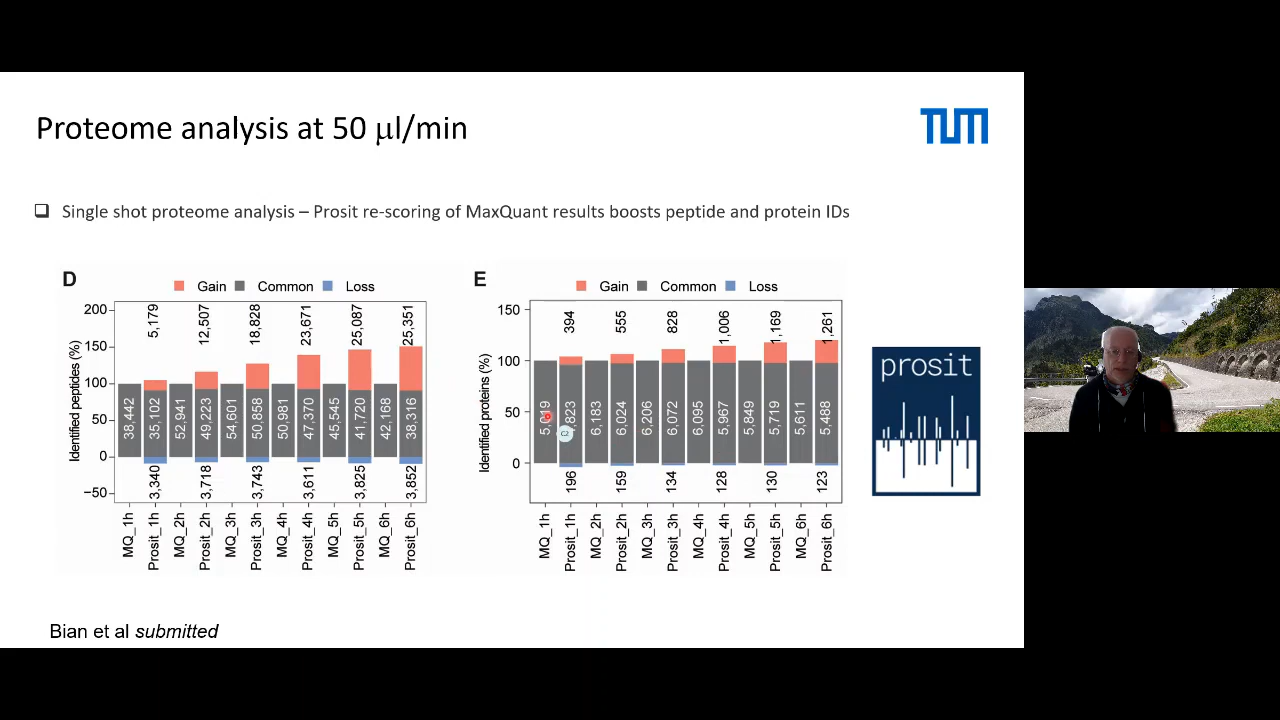 Proteome analysis at 50 μl/min
TUM
Single shot proteome analysis – Prosit re-scoring of MaxQuant results boosts peptide and protein IDs
D
Gain Common Loss
Identified peptides (%)
200
150
100
50
0
−50
5,179 12,507 18,828 23,671 25,087 25,351
38,442 35,102 52,941 49,223 54,601 50,858 50,981 47,370 45,545 41,720 42,168 38,316
3,340 3,718 3,743 3,611 3,825 3,852
MQ_1h Prosit_1h MQ_2h Prosit_2h MQ_3h Prosit_3h MQ_4h Prosit_4h MQ_5h Prosit_5h MQ_6h Prosit_6h
E
Gain Common Loss
Identified proteins (%)
150
100
50
0
394 555 828 1,006 1,169 1,261
6,183 6,024 6,206 6,072 6,095 5,967 5,849 5,719 5,611 5,488
196 159 134 128 130 123
MQ_1h Prosit_1h MQ_2h Prosit_2h MQ_3h Prosit_3h MQ_4h Prosit_4h MQ_5h Prosit_5h MQ_6h Prosit_6h
prosit
Bian et al submitted